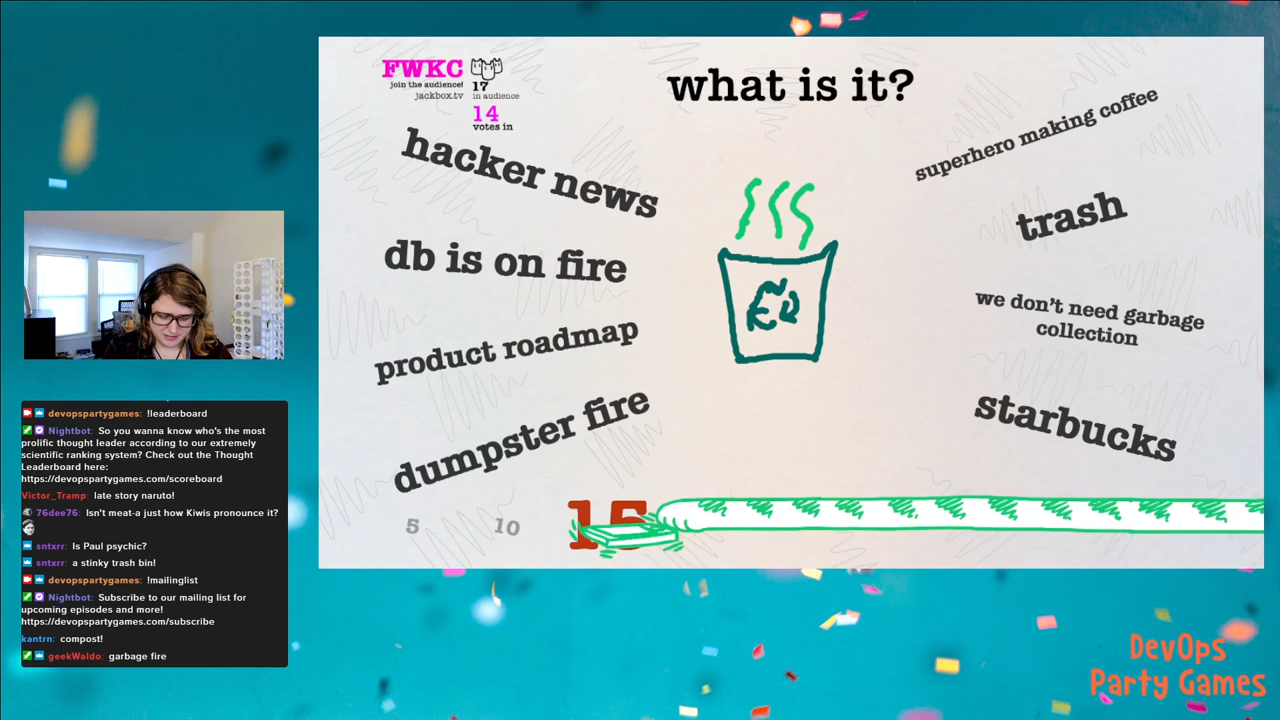 FWKC
join the audience!
jackbox.tv
17
in audience
14
votes in
what is it?
hacker news
db is on fire
product roadmap
dumpster fire
superhero making coffee
trash
we don't need garbage
collection
starbucks
5
10
15
devopspartygames: !leaderboard
Nightbot: So you wanna know who's the most
prolific thought leader according to our extremely
scientific ranking system? Check out the Thought
Leaderboard here:
https://devopspartygames.com/scoreboard
Victor_Tramp: late story naruto!
76dee76: Isn't meat-a just how Kiwis pronounce it?
sntxrr: Is Paul psychic?
sntxrr: a stinky trash bin!
devopspartygames: !mailinglist
Nightbot: Subscribe to our mailing list for
upcoming episodes and more!
https://devopspartygames.com/subscribe
kantrn: compost!
geekWaldo: garbage fire
DevOps
Party Games